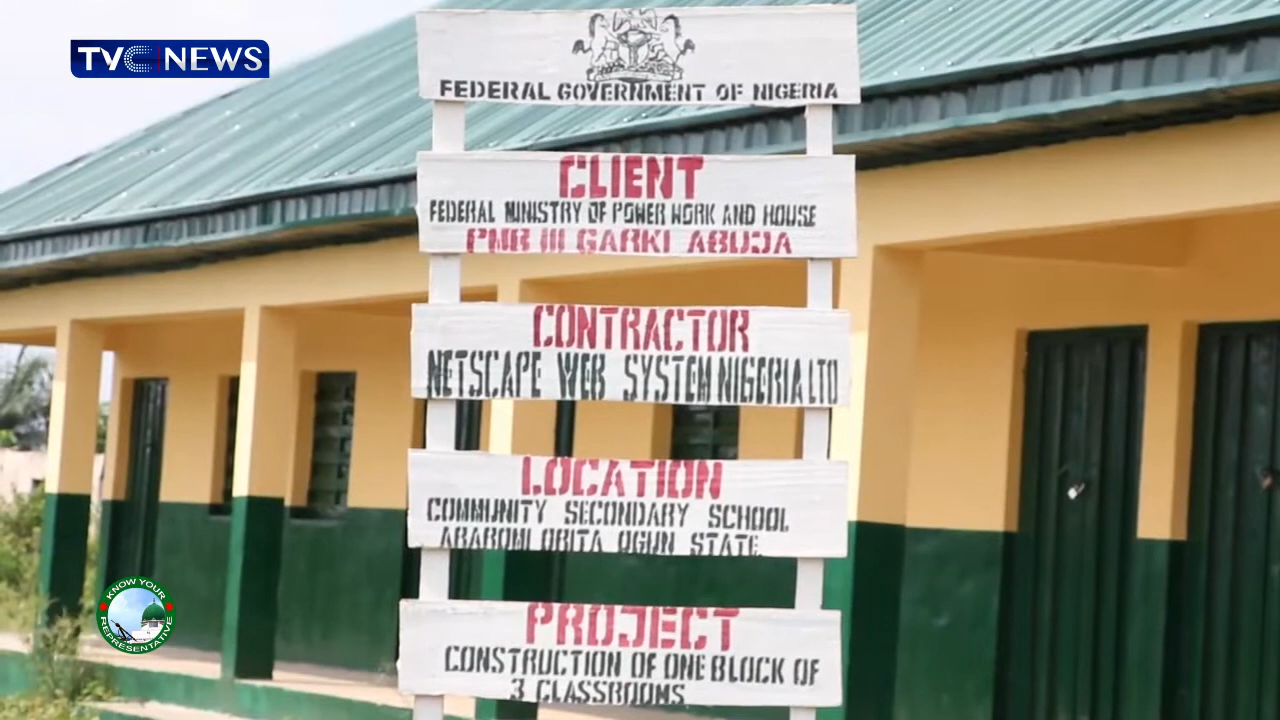 TVC NEWS
FEDERAL GOVERNMENT OF NIGERIA
CLIENT
FEDERAL MINISTRY OF POWER WORK AND HOUSE
PMB III GARKI ABUJA
CONTRACTOR
NETSCAPE WEB SYSTEM NIGERIA LTD
LOCATION
COMMUNITY SECONDARY SCHOOL
ARAROMI ORITA OGUN STATE
PROJECT
CONSTRUCTION OF ONE BLOCK OF
3 CLASSROOMS
KNOW YOUR
REPRESENTATIVE